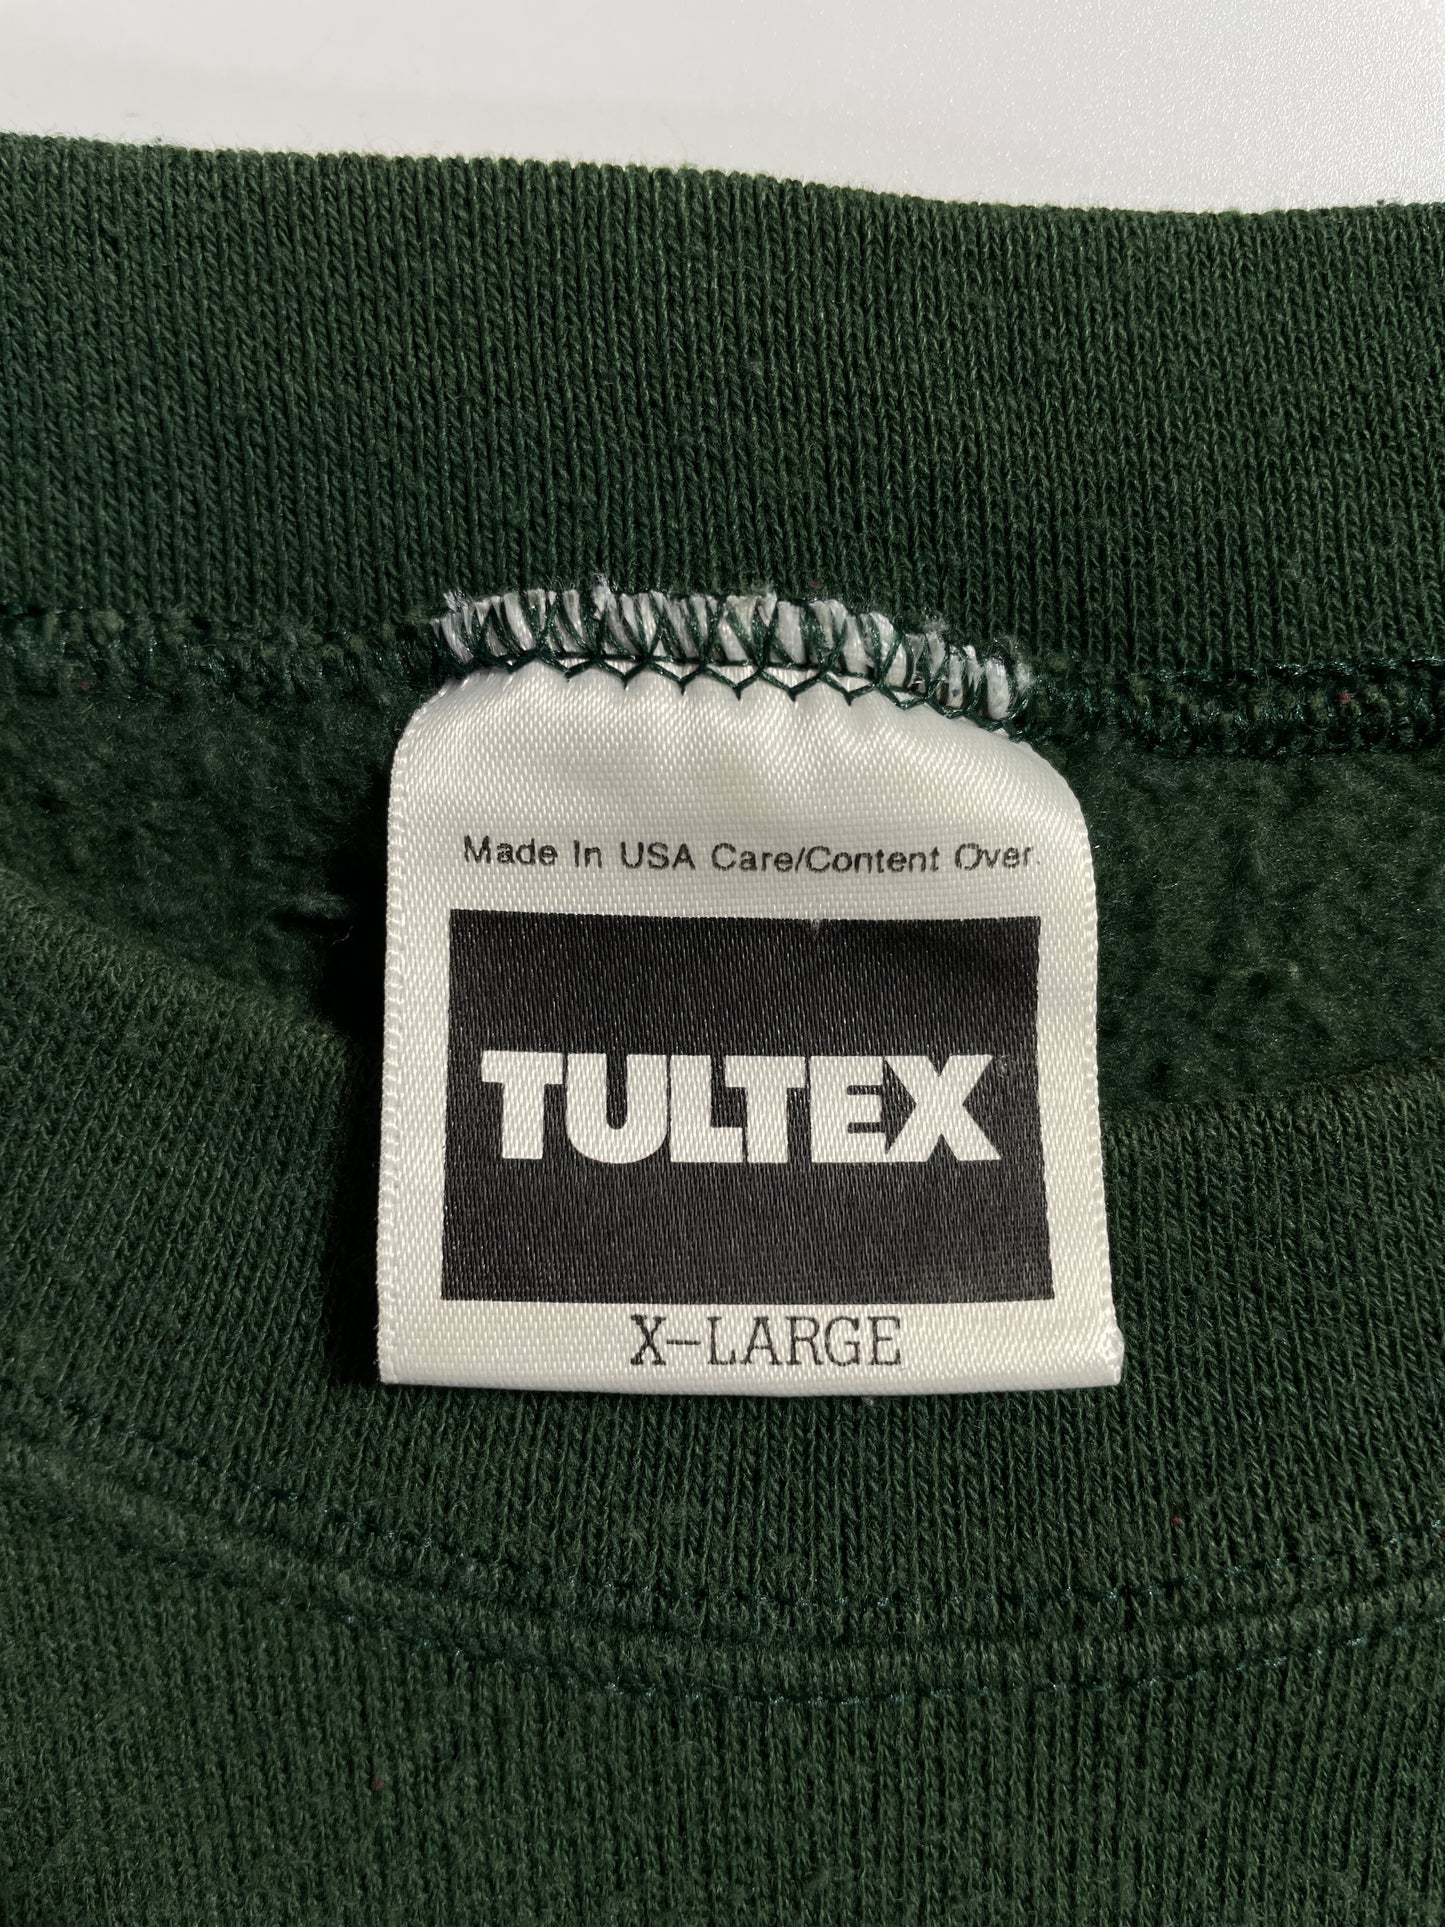 Made In USA Care/Content Over.
TULTEX
X-LARGE